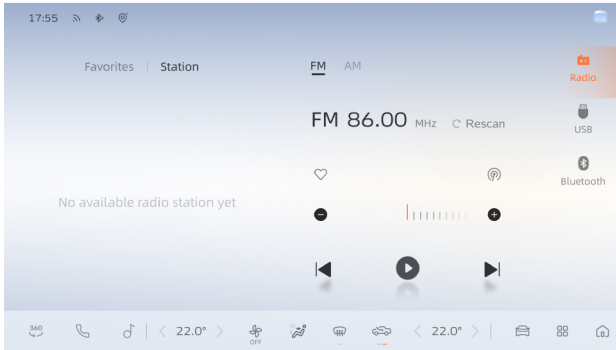 17:55
Favorites Station
FM AM
Radio
FM 86.00 MHz Rescan
USB
Bluetooth
No available radio station yet
360 22.0° OFF 22.0°